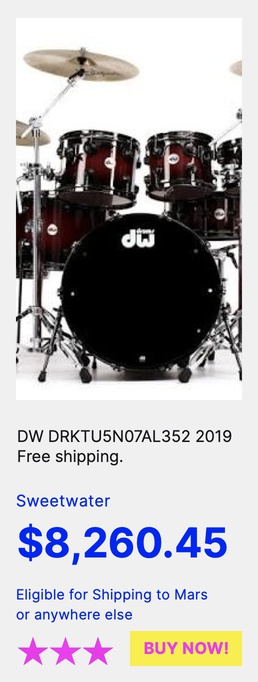 drums
dw
DW DRKTU5N07AL352 2019
Free shipping.
Sweetwater
$8,260.45
Eligible for Shipping to Mars
or anywhere else
BUY NOW!